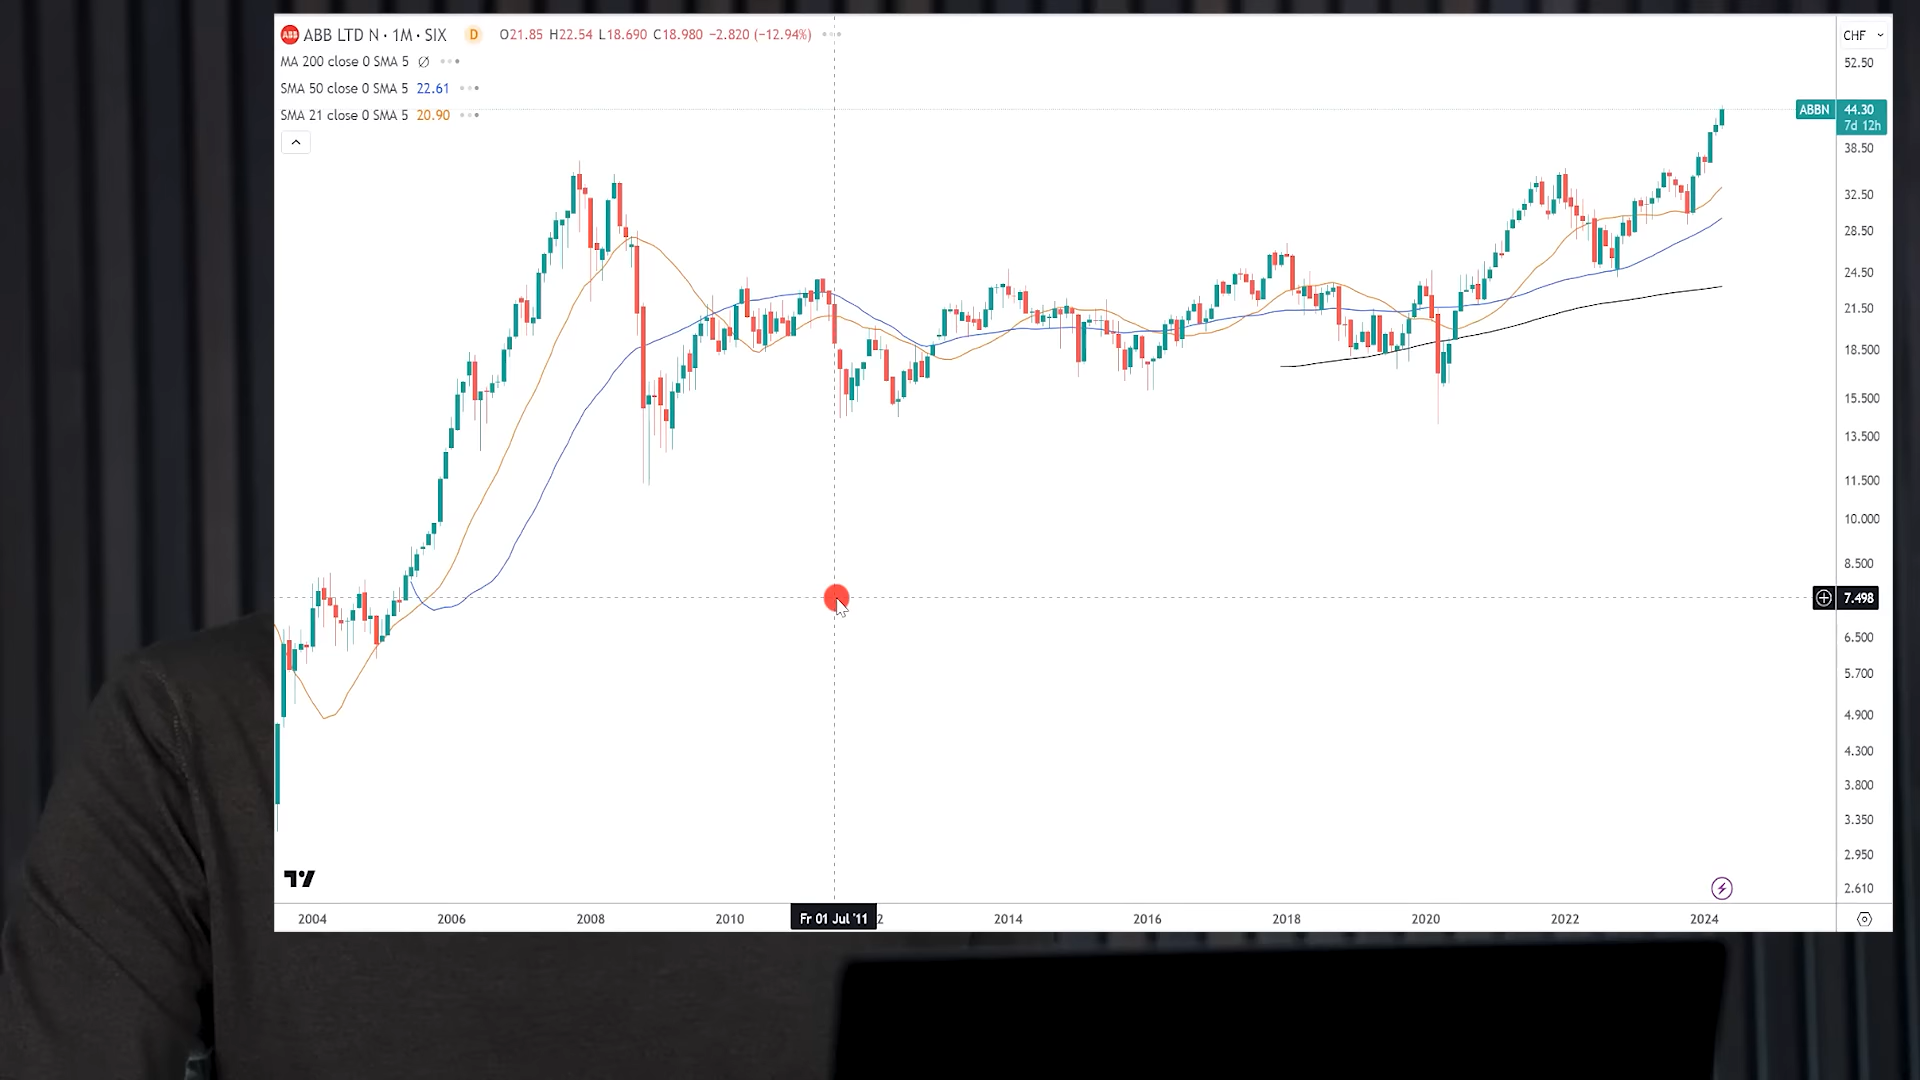 ABB ABB LTD N · 1M · SIX D O21.85 H22.54 L18.690 C18.980 −2.820 (−12.94%)
MA 200 close 0 SMA 5 Ø
SMA 50 close 0 SMA 5 22.61
SMA 21 close 0 SMA 5 20.90
CHF
52.50
ABBN 44.30
7d 12h
38.50
32.50
28.50
24.50
21.50
18.500
15.500
13.500
11.500
10.000
8.500
7.498
6.500
5.700
4.900
4.300
3.800
3.350
2.950
2.610
2004 2006 2008 2010 Fr 01 Jul '11 2 2014 2016 2018 2020 2022 2024